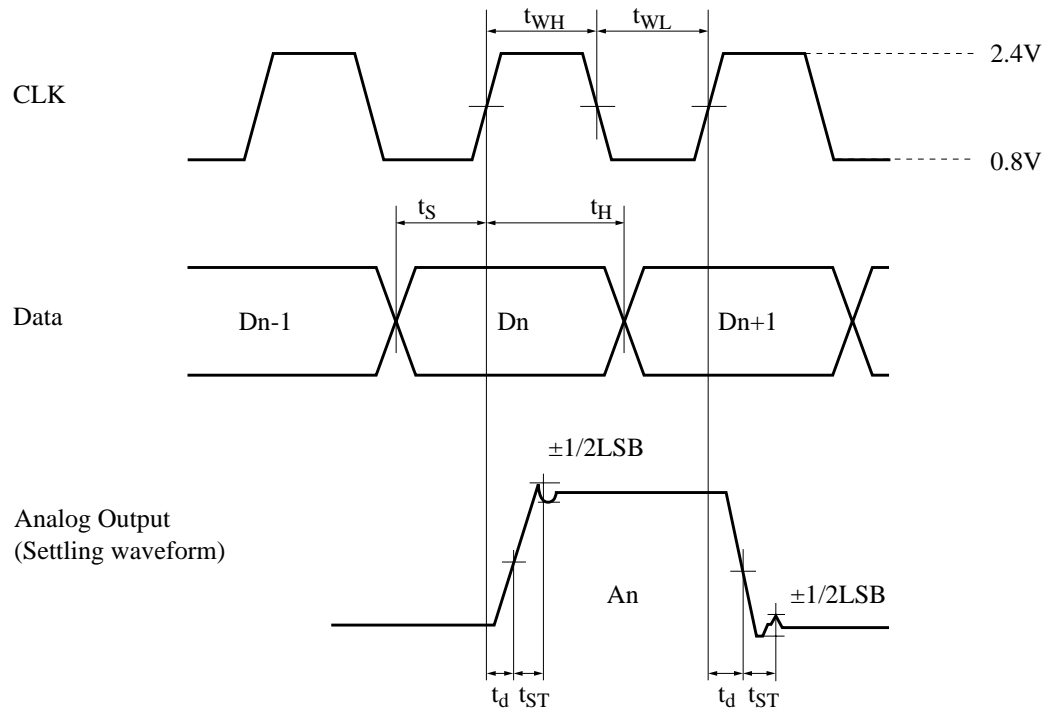 tWH tWL
2.4V
CLK
0.8V
tS tH
Data
Dn-1 Dn Dn+1
±1/2LSB
Analog Output
(Settling waveform)
An
±1/2LSB
td tST td tST